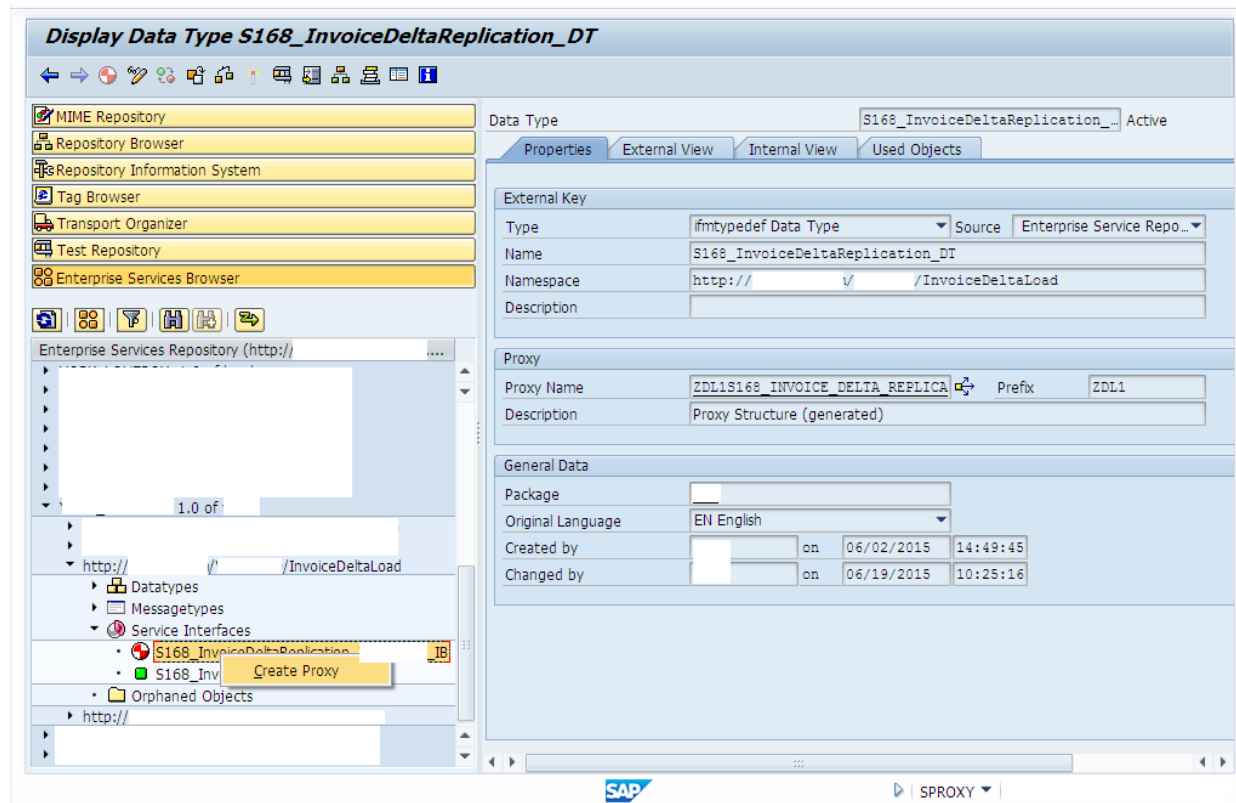 Display Data Type S168_InvoiceDeltaReplication_DT
MIME Repository
Repository Browser
Repository Information System
Tag Browser
Transport Organizer
Test Repository
Enterprise Services Browser
Enterprise Services Repository (http:// ....
1.0 of
http:// / /InvoiceDeltaLoad
Datatypes
Messagetypes
Service Interfaces
S168_InvoiceDeltaReplication_ _IB
S168_Inv
Create Proxy
Orphaned Objects
http://
Data Type S168_InvoiceDeltaReplication_… Active
Properties External View Internal View Used Objects
External Key
Type ifmtypedef Data Type Source Enterprise Service Repo…
Name S168_InvoiceDeltaReplication_DT
Namespace http:// / /InvoiceDeltaLoad
Description
Proxy
Proxy Name ZDL1S168_INVOICE_DELTA_REPLICA Prefix ZDL1
Description Proxy Structure (generated)
General Data
Package
Original Language EN English
Created by on 06/02/2015 14:49:45
Changed by on 06/19/2015 10:25:16
SAP SPROXY